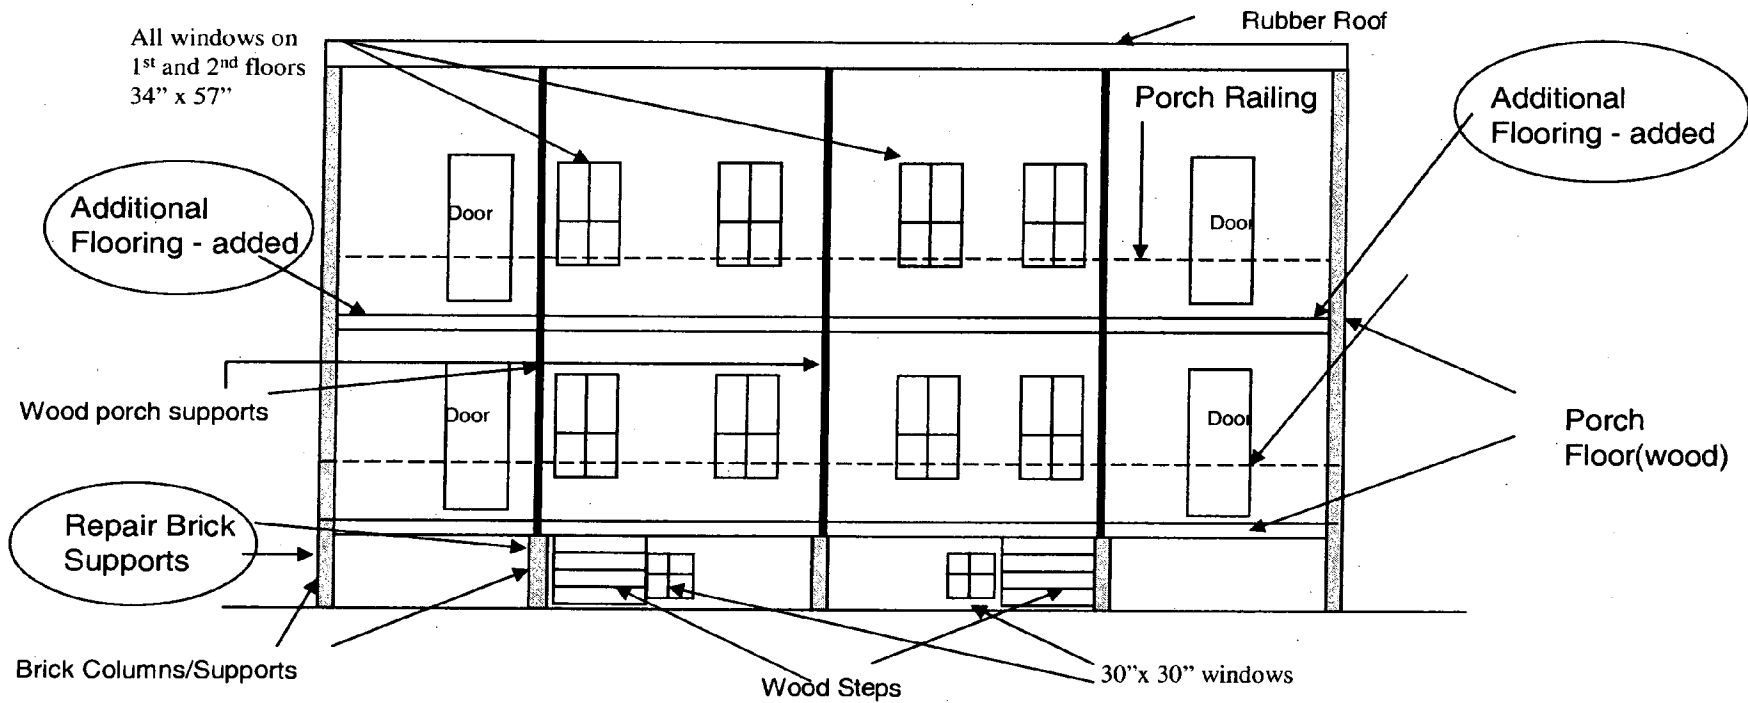 Rubber Roof
All windows on
1st and 2nd floors
34” x 57”
Porch Railing
Additional
Flooring - added
Additional
Flooring - added
Door
Door
Wood porch supports
Door
Door
Porch
Floor(wood)
Repair Brick
Supports
Brick Columns/Supports
Wood Steps
30”x 30” windows